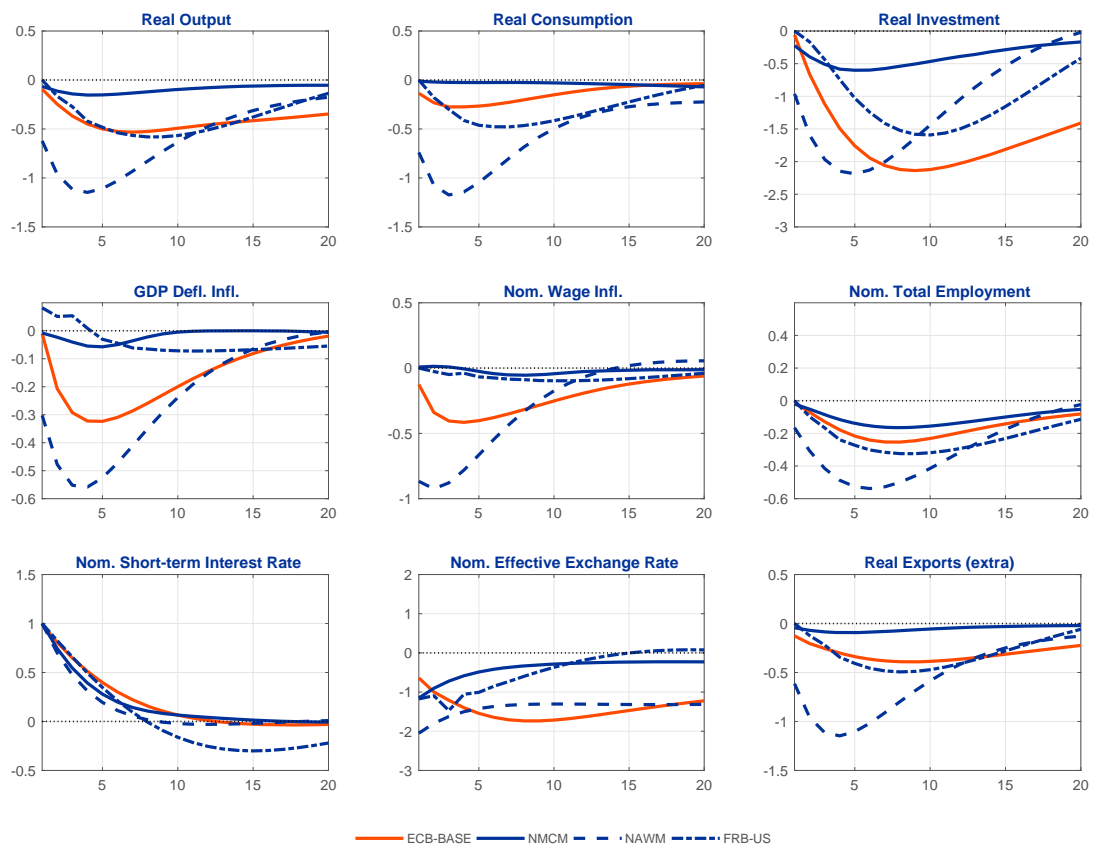 Real Output
0.5
0
-0.5
-1
-1.5
5 10 15 20
Real Consumption
0.5
0
-0.5
-1
-1.5
5 10 15 20
Real Investment
0
-0.5
-1
-1.5
-2
-2.5
-3
5 10 15 20
GDP Defl. Infl.
0
-0.1
-0.2
-0.3
-0.4
-0.5
-0.6
5 10 15 20
Nom. Wage Infl.
0.5
0
-0.5
-1
5 10 15 20
Nom. Total Employment
0.4
0.2
0
-0.2
-0.4
-0.6
5 10 15 20
Nom. Short-term Interest Rate
1.5
1
0.5
0
-0.5
5 10 15 20
Nom. Effective Exchange Rate
2
1
0
-1
-2
-3
5 10 15 20
Real Exports (extra)
0.5
0
-0.5
-1
-1.5
5 10 15 20
ECB-BASE NMCM NAWM FRB-US